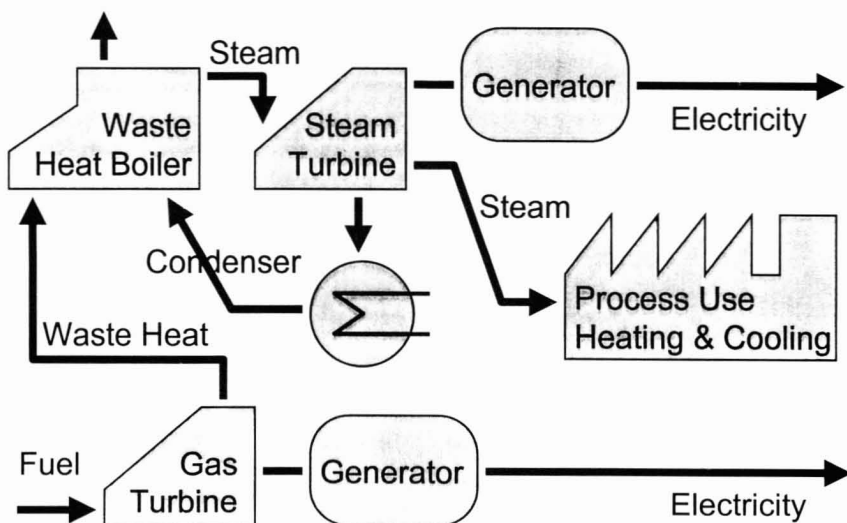 Steam
Generator
Electricity
Waste
Heat Boiler
Steam
Turbine
Steam
Condenser
Process Use
Heating & Cooling
Waste Heat
Fuel
Gas
Turbine
Generator
Electricity